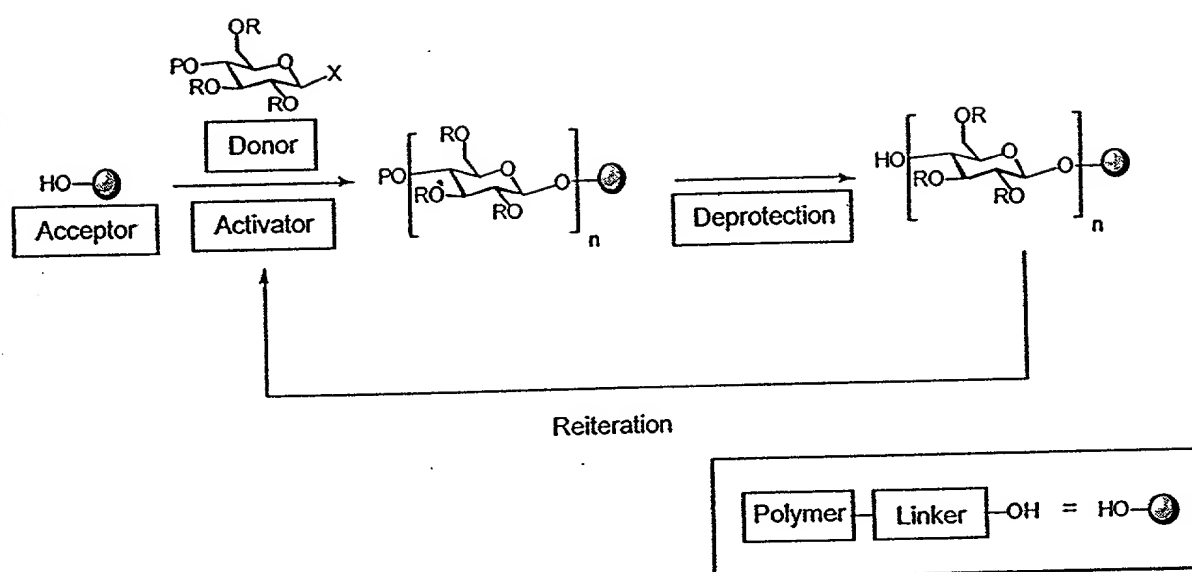 OR
PO
O
X
RO
RO
Donor
HO
Acceptor
Activator
RO
O
PO
O
RO
RO
n
Deprotection
OR
O
HO
O
RO
RO
n
Reiteration
Polymer Linker OH = HO